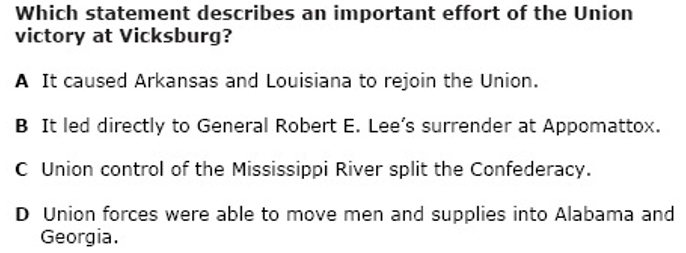 Which statement describes an important effort of the Union
victory at Vicksburg?
A It caused Arkansas and Louisiana to rejoin the Union.
B It led directly to General Robert E. Lee's surrender at Appomattox.
C Union control of the Mississippi River split the Confederacy.
D Union forces were able to move men and supplies into Alabama and
Georgia.